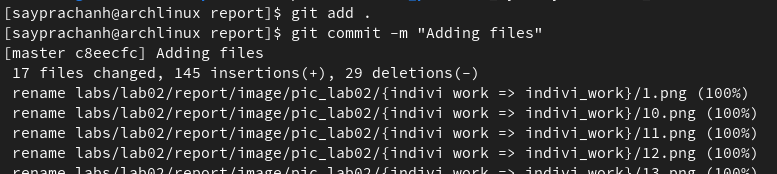 [sayprachanh@archlinux report]$ git add .
[sayprachanh@archlinux report]$ git commit -m "Adding files"
[master c8eecfc] Adding files
 17 files changed, 145 insertions(+), 29 deletions(-)
 rename labs/lab02/report/image/pic_lab02/{indivi work => indivi_work}/1.png (100%)
 rename labs/lab02/report/image/pic_lab02/{indivi work => indivi_work}/10.png (100%)
 rename labs/lab02/report/image/pic_lab02/{indivi work => indivi_work}/11.png (100%)
 rename labs/lab02/report/image/pic_lab02/{indivi work => indivi_work}/12.png (100%)
 rename labs/lab02/report/image/pic_lab02/{indivi work => indivi_work}/13.png (100%)